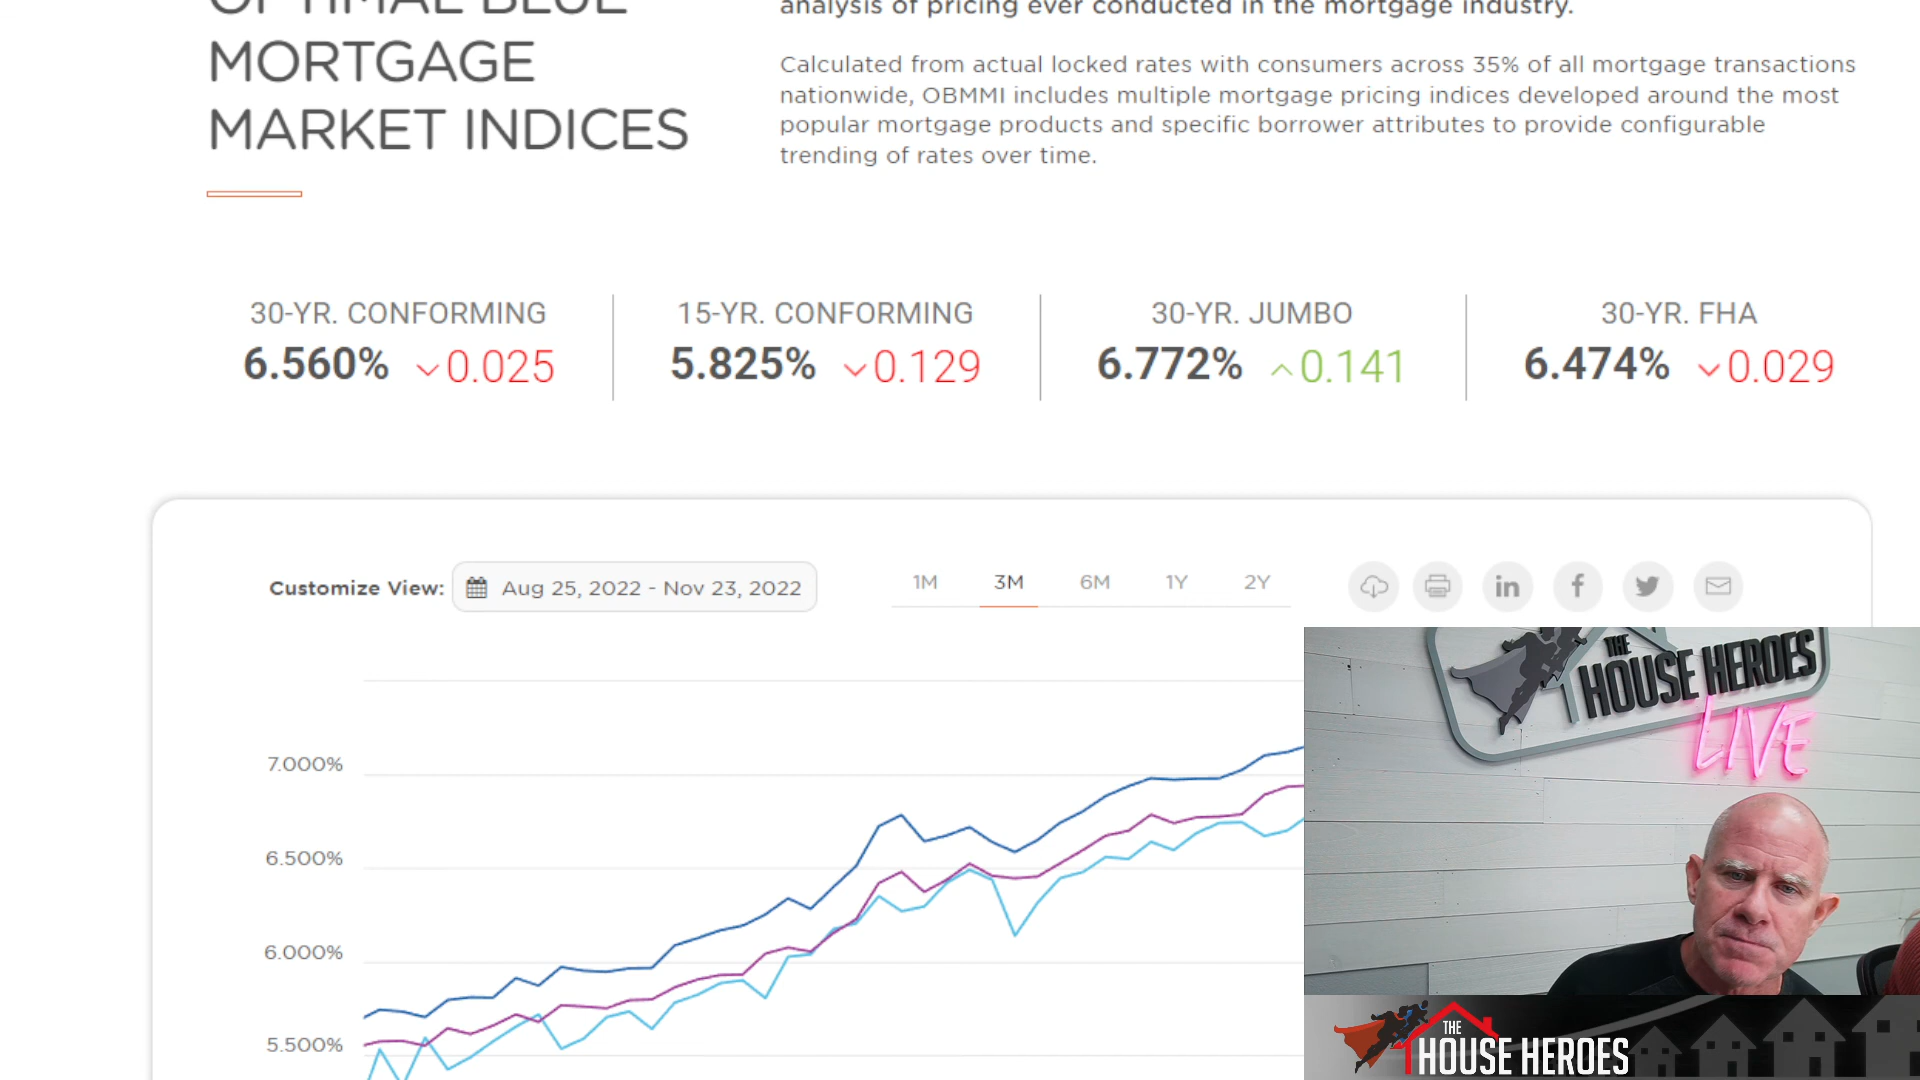 OPTIMAL BLUE
MORTGAGE
MARKET INDICES
analysis of pricing ever conducted in the mortgage industry.
Calculated from actual locked rates with consumers across 35% of all mortgage transactions
nationwide, OBMMI includes multiple mortgage pricing indices developed around the most
popular mortgage products and specific borrower attributes to provide configurable
trending of rates over time.
30-YR. CONFORMING
6.560% 0.025
15-YR. CONFORMING
5.825% 0.129
30-YR. JUMBO
6.772% 0.141
30-YR. FHA
6.474% 0.029
Customize View: Aug 25, 2022 - Nov 23, 2022
1M 3M 6M 1Y 2Y
in f
7.000%
6.500%
6.000%
5.500%
THE
HOUSE HEROES
LIVE
THE
HOUSE HEROES